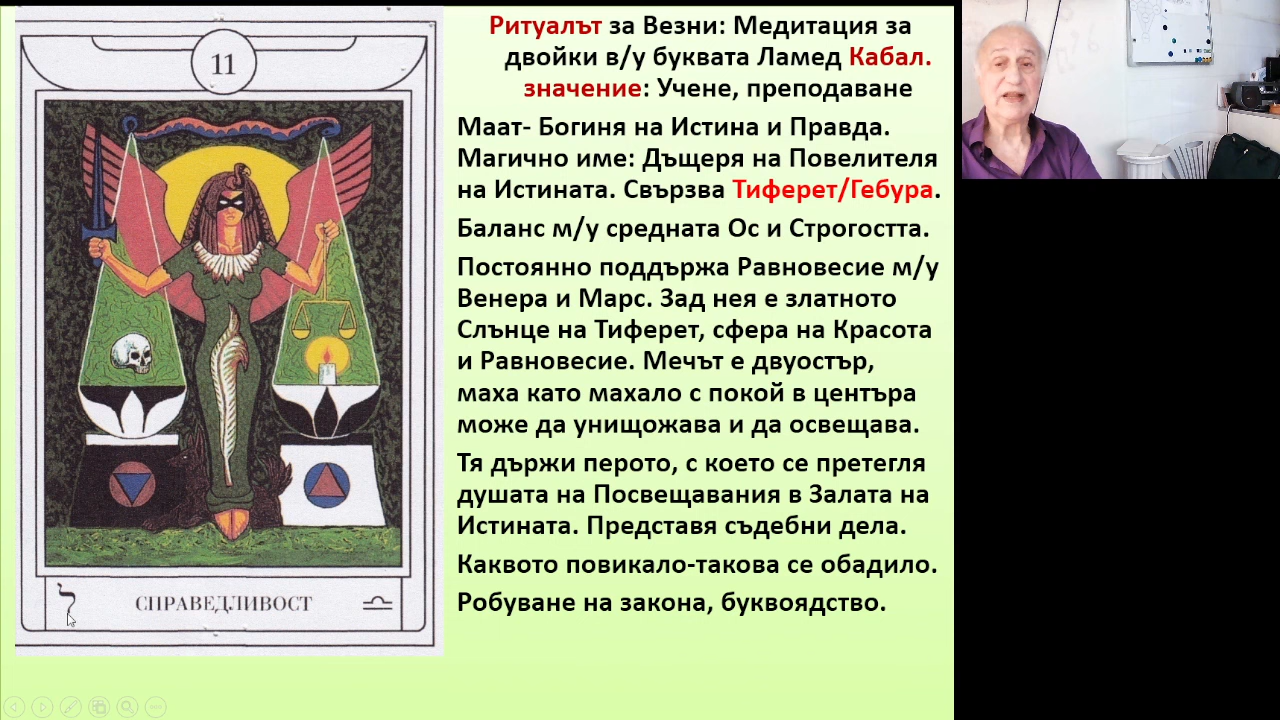 11
ל
СПРАВЕДЛИВОСТ
♎
Ритуалът за Везни: Медитация за
двойки в/у буквата Ламед Кабал.
значение: Учене, преподаване
Маат- Богиня на Истина и Правда.
Магично име: Дъщеря на Повелителя
на Истината. Свързва Тиферет/Гебура.
Баланс м/у средната Ос и Строгостта.
Постоянно поддържа Равновесие м/у
Венера и Марс. Зад нея е златното
Слънце на Тиферет, сфера на Красота
и Равновесие. Мечът е двуостър,
маха като махало с покой в центъра
може да унищожава и да освещава.
Тя държи перото, с което се претегля
душата на Посвещавания в Залата на
Истината. Представя съдебни дела.
Каквото повикало-такова се обадило.
Робуване на закона, буквоядство.